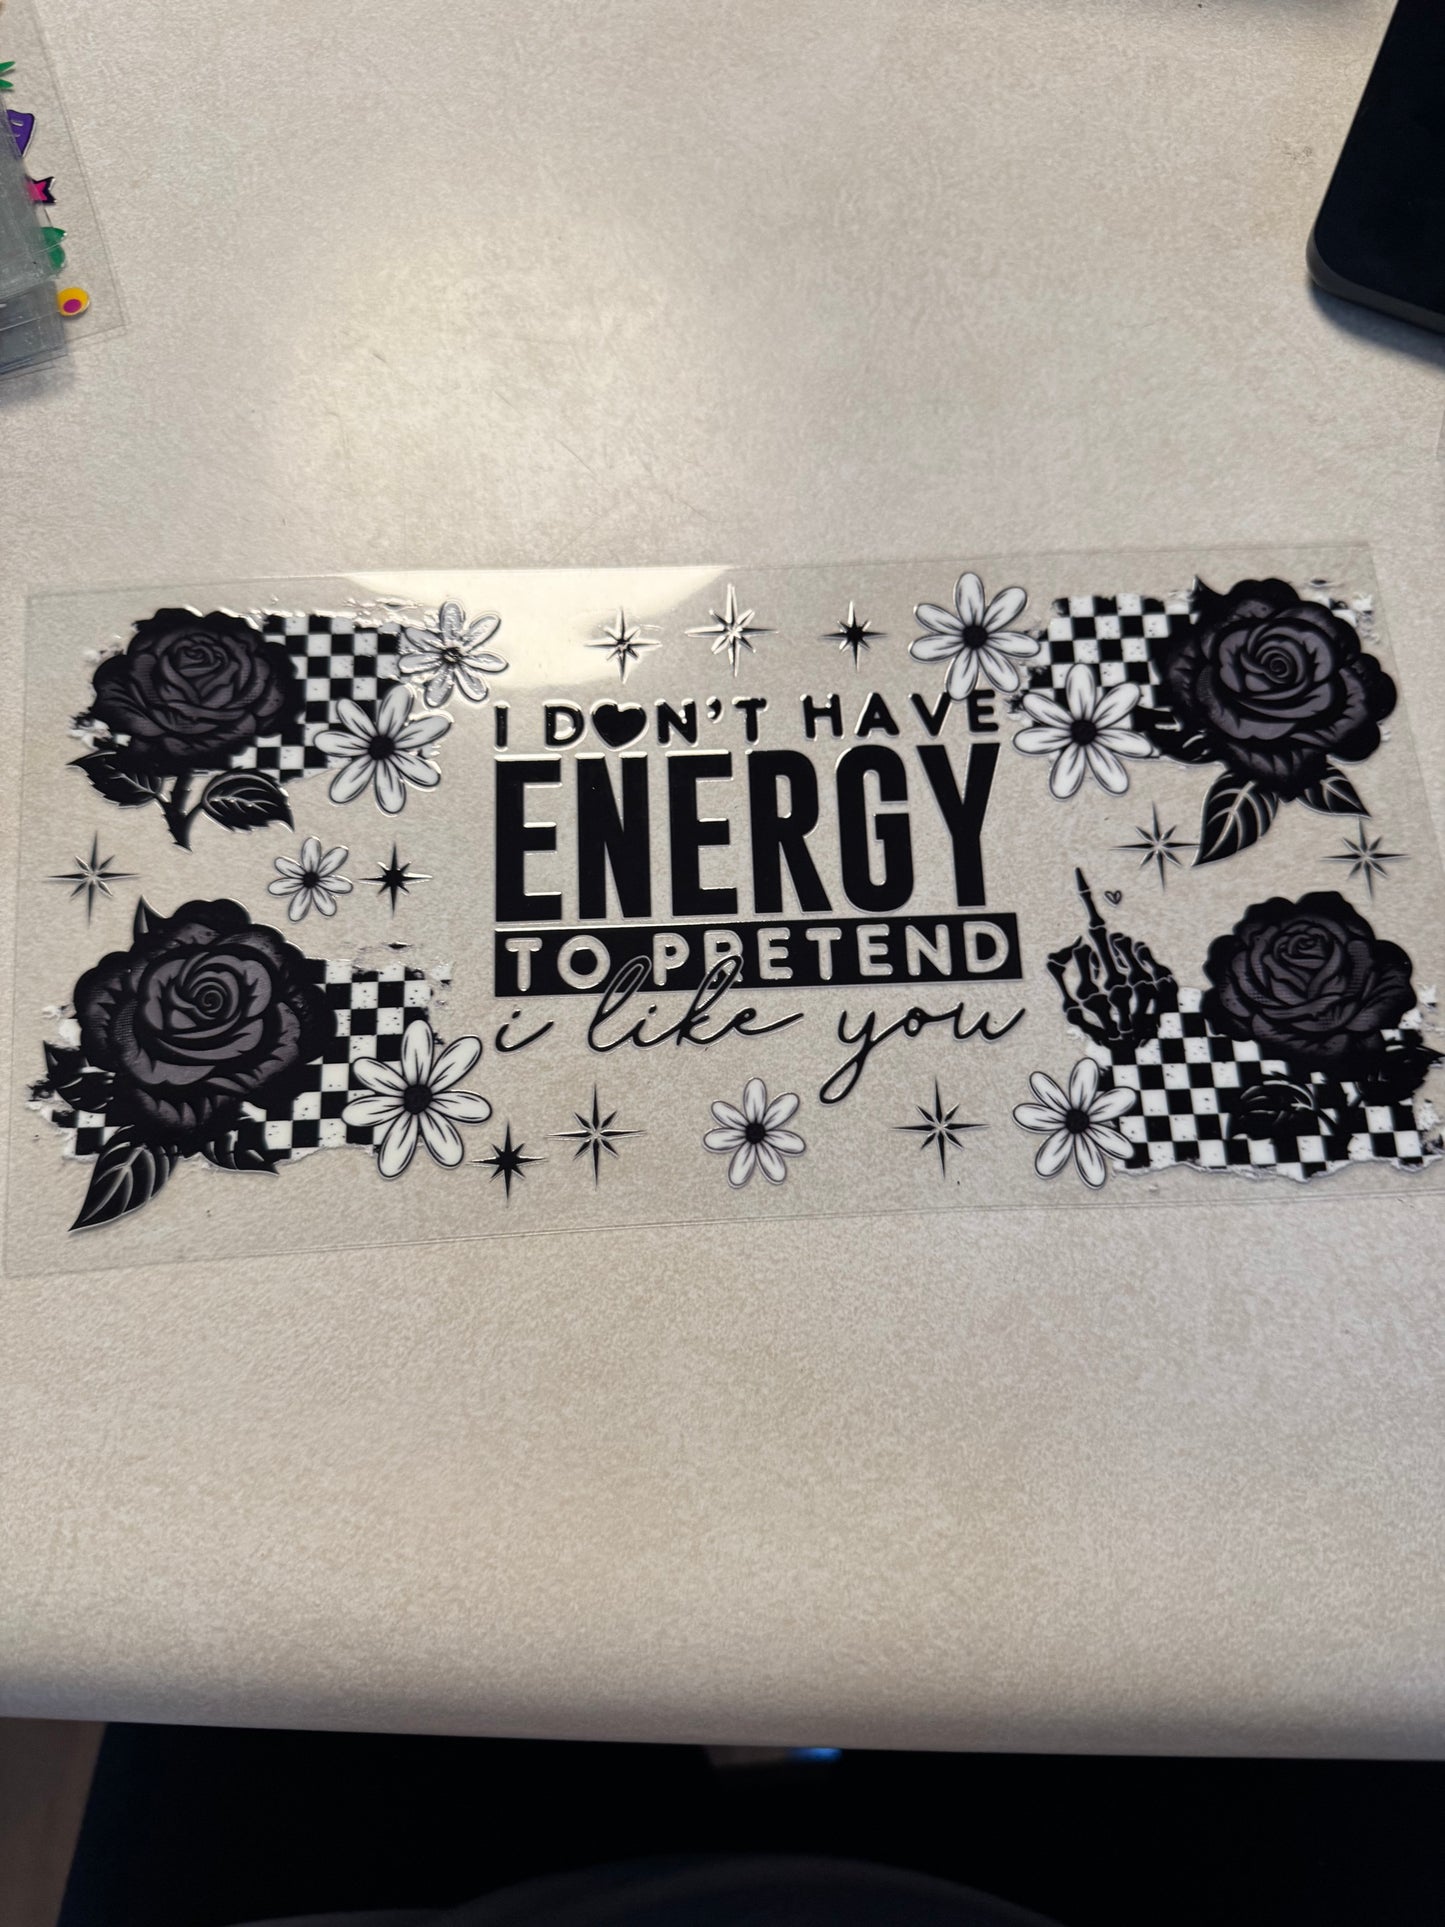 I DON'T HAVE
ENERGY
TO PRETEND
i like you